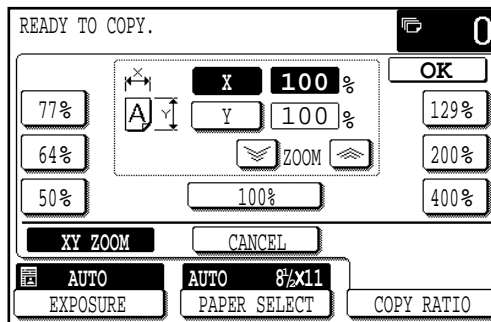 READY TO COPY.
0
OK
X 100 %
A Y
Y 100 %
X
77%
129%
64%
ZOOM
200%
50%
100%
400%
XY ZOOM
CANCEL
AUTO
AUTO 8½X11
EXPOSURE
PAPER SELECT
COPY RATIO